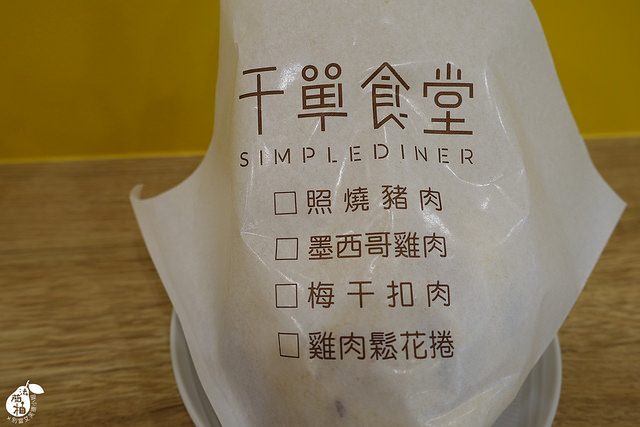 干單食堂
SIMPLEDINER
□ 照燒豬肉
□ 墨西哥雞肉
□ 梅干扣肉
□ 雞肉鬆花捲